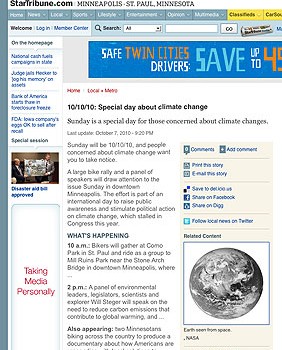 StarTribune.com MINNEAPOLIS - ST. PAUL, MINNESOTA
Home News Local Sports Lifestyle Entertainment Opinion Weather Classifieds CarSo
Welcome Log in | Member Center Search: StarTribune
On the homepage
National cash fuels campaigns in state
Judge jails Hecker to
log his memory of
assets
Bank of America
starts thaw in
foreclosure freeze
FDA: Iowa company's
eggs OK to sell after
recall
Special session
Disaster aid bill
approved
Taking
Media
Personally
SAFE TWIN CITIES
DRIVERS: SAVE UP TO 45
Home | Local + Metro
10/10/10: Special day about climate change
Sunday is a special day for those concerned about climate changes.
Last update: October 7, 2010 - 9:20 PM
Sunday will be 10/10/10, and people
concerned about climate change want
you to take notice.
A large bike rally and a panel of
speakers will draw attention to the
issue Sunday in downtown
Minneapolis. The effort is part of an
international day to raise public
awareness and stimulate political action
on climate change, which stalled in
Congress this year.
WHAT'S HAPPENING
10 a.m.: Bikers will gather at Como
Park in St. Paul and ride as a group to
Mill Ruins Park near the Stone Arch
Bridge in downtown Minneapolis, where
...
2 p.m.: A panel of environmental
leaders, legislators, scientists and
explorer Will Steger will speak on the
need to reduce carbon emissions that
contribute to global warming, and ...
Also appearing: two Minnesotans
biking across the country to produce a
documentary about how Americans are
Comments + Add comment
Print this story
E-mail this story
Save to del.icio.us
Share on Facebook
Share on Digg
Follow local news on Twitter
Related Content
Earth seen from space.
, NASA